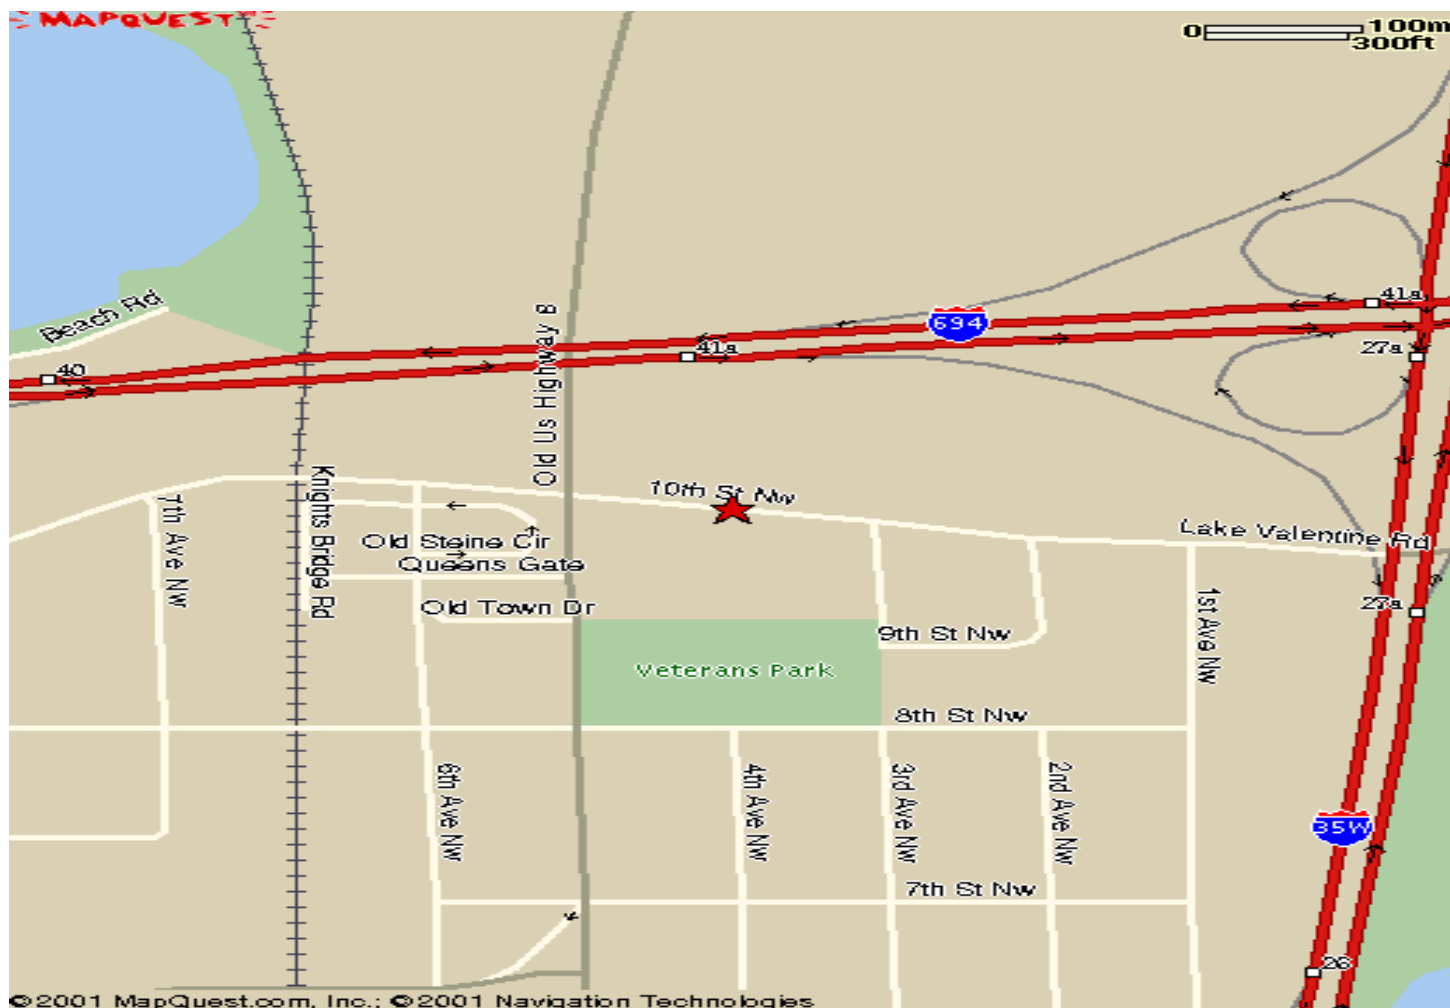 MAPQUEST
0 100m
300ft
Beach Rd
41a
694
41a
27a
40
Old Us Highway 8
10th St Nw
Knights Bridge Rd
7th Ave NW
Old Steine Cir
Queens Gate
Old Town Dr
Lake Valentine Rd
27a
1st Ave NW
9th St Nw
Veterans Park
8th St Nw
6th Ave NW
4th Ave NW
3rd Ave NW
2nd Ave NW
35W
7th St Nw
26
©2001 MapQuest.com, Inc.; ©2001 Navigation Technologies